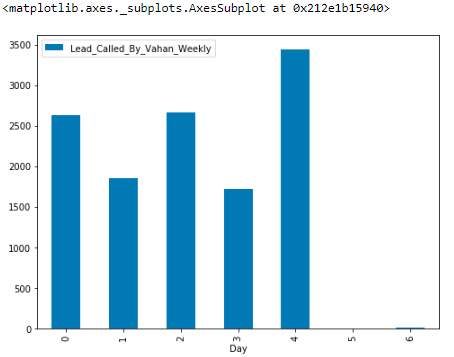 <matplotlib.axes._subplots.AxesSubplot at 0x212e1b15940>
Lead_Called_By_Vahan_Weekly
3500
3000
2500
2000
1500
1000
500
0
0 1 2 3 4 5 6
Day